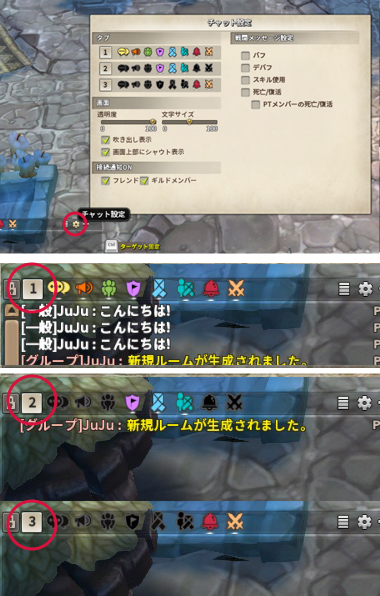 チャット設定
タブ
戦闘メッセージ設定
1
バフ
2
デバフ
3
スキル使用
死亡/復活
画面
PTメンバーの死亡/復活
透明度
文字サイズ
0
100
0
100
吹き出し表示
画面上部にシャウト表示
接続通知ON
フレンド
ギルドメンバー
チャット設定
Ctrl
ターゲット固定
1
[一般]JuJu : こんにちは!
[一般]JuJu : こんにちは!
[一般]JuJu : こんにちは!
[グループ]JuJu : 新規ルームが生成されました。
2
[グループ]JuJu : 新規ルームが生成されました。
3